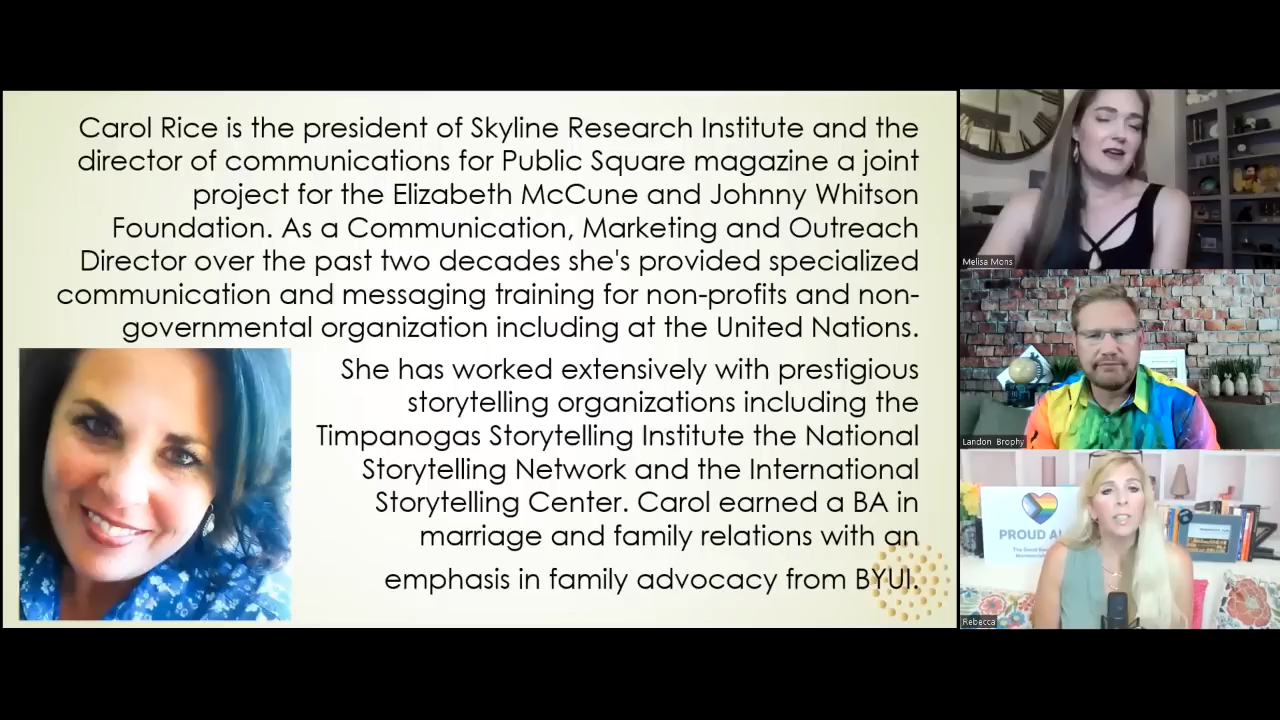 Carol Rice is the president of Skyline Research Institute and the
director of communications for Public Square magazine a joint
project for the Elizabeth McCune and Johnny Whitson
Foundation. As a Communication, Marketing and Outreach
Director over the past two decades she's provided specialized
communication and messaging training for non-profits and non-
governmental organization including at the United Nations.
She has worked extensively with prestigious
storytelling organizations including the
Timpanogas Storytelling Institute the National
Storytelling Network and the International
Storytelling Center. Carol earned a BA in
marriage and family relations with an
emphasis in family advocacy from BYUI.
Melisa Mons
Landon Brophy
PROUD
Rebecca